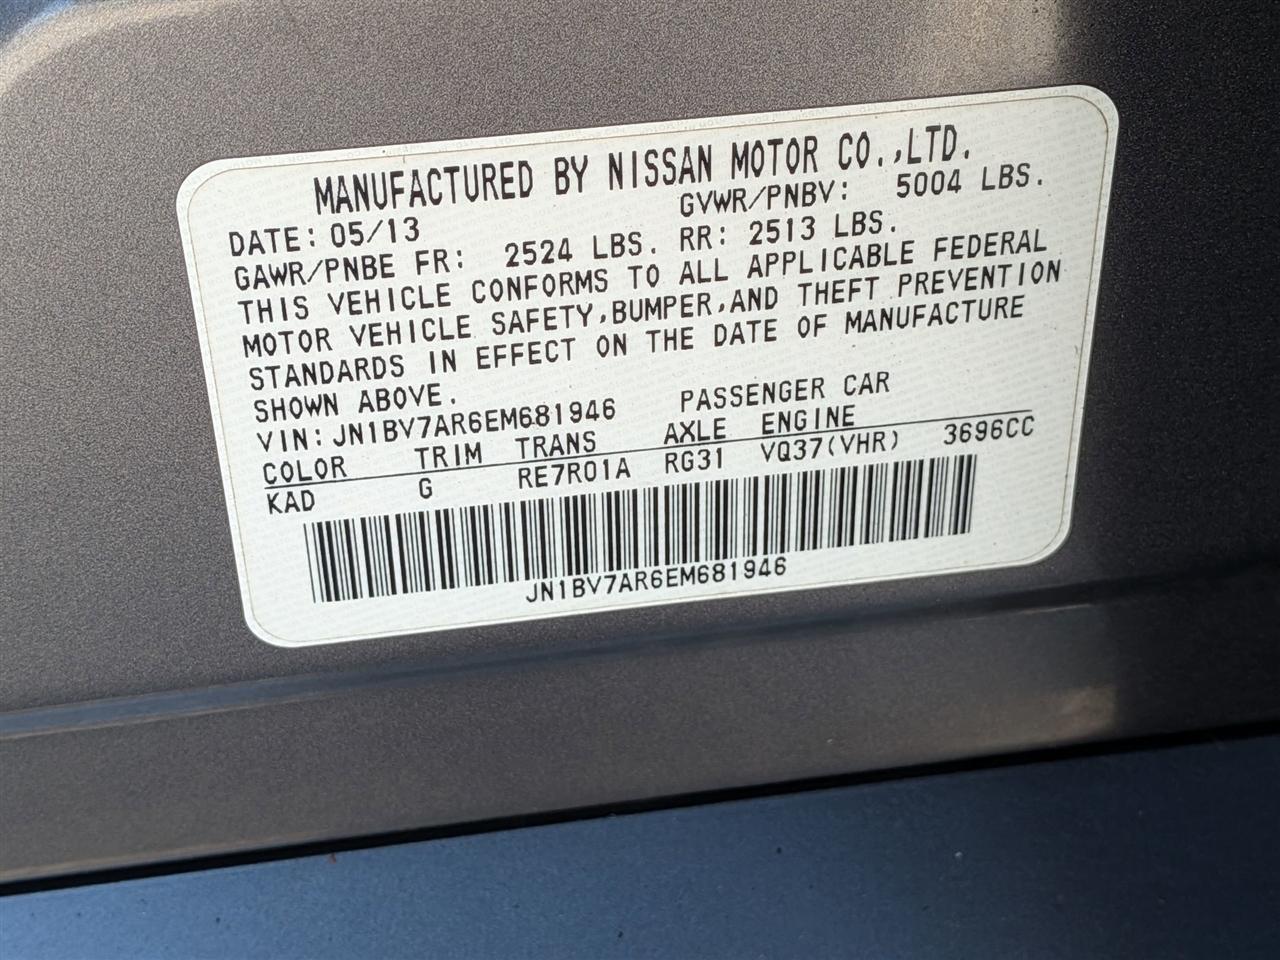 MANUFACTURED BY NISSAN MOTOR CO.,LTD.
DATE: 05/13 GVWR/PNBV: 5004 LBS.
GAWR/PNBE FR: 2524 LBS. RR: 2513 LBS.
THIS VEHICLE CONFORMS TO ALL APPLICABLE FEDERAL
MOTOR VEHICLE SAFETY,BUMPER,AND THEFT PREVENTION
STANDARDS IN EFFECT ON THE DATE OF MANUFACTURE
SHOWN ABOVE.
VIN: JN1BV7AR6EM681946 PASSENGER CAR
COLOR TRIM TRANS AXLE ENGINE
KAD G RE7R01A RG31 VQ37(VHR) 3696CC
JN1BV7AR6EM681946